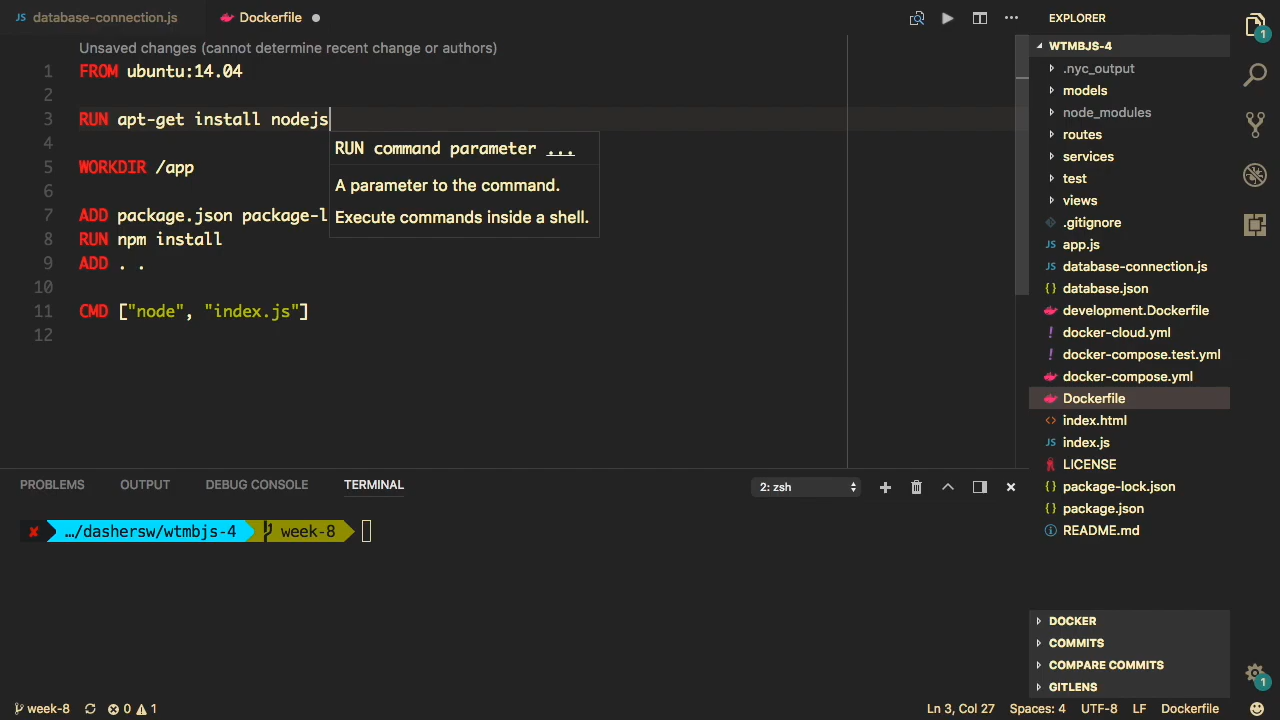 database-connection.js
Dockerfile
EXPLORER
Unsaved changes (cannot determine recent change or authors)
1 FROM ubuntu:14.04
2
3 RUN apt-get install nodejs
4
5 WORKDIR /app
6
7 ADD package.json package-l
8 RUN npm install
9 ADD . .
10
11 CMD ["node", "index.js"]
12
RUN command parameter ...
A parameter to the command.
Execute commands inside a shell.
WTMBJS-4
.nyc_output
models
node_modules
routes
services
test
views
.gitignore
JS app.js
JS database-connection.js
{} database.json
development.Dockerfile
! docker-cloud.yml
! docker-compose.test.yml
docker-compose.yml
Dockerfile
<> index.html
JS index.js
LICENSE
{} package-lock.json
{} package.json
README.md
DOCKER
COMMITS
COMPARE COMMITS
GITLENS
1
1
PROBLEMS OUTPUT DEBUG CONSOLE TERMINAL
2: zsh
✘ …/dashersw/wtmbjs-4 week-8
week-8 0 1
Ln 3, Col 27 Spaces: 4 UTF-8 LF Dockerfile